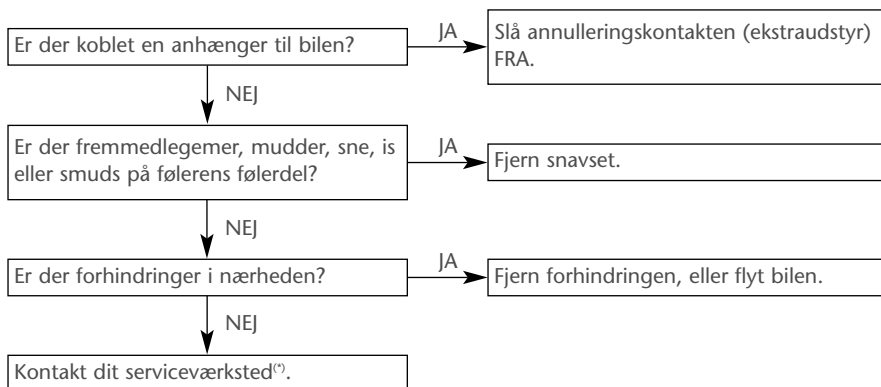 Er der koblet en anhænger til bilen?
JA
Slå annulleringskontakten (ekstraudstyr)
FRA.
NEJ
Er der fremmedlegemer, mudder, sne, is
eller smuds på følerens følerdel?
JA
Fjern snavset.
NEJ
Er der forhindringer i nærheden?
JA
Fjern forhindringen, eller flyt bilen.
NEJ
Kontakt dit serviceværksted(*).